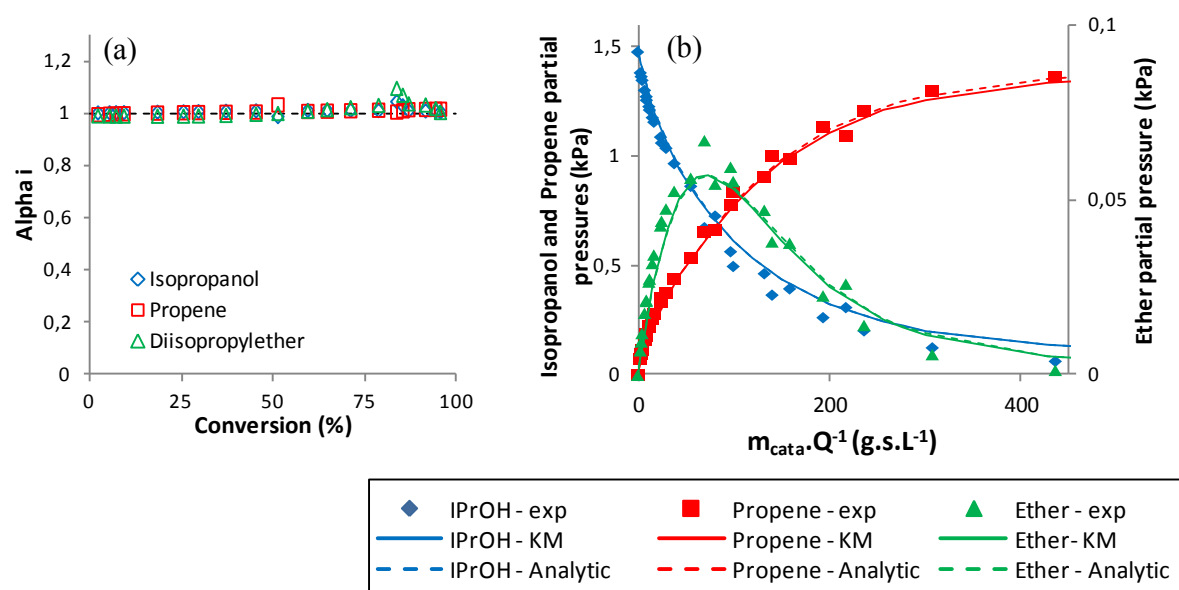 (a)
1,2
1
0,8
0,6
0,4
0,2
0
Alpha i
Isopropanol
Propene
Diisopropylether
0 25 50 75 100
Conversion (%)
(b)
Isopropanol and Propene partial
pressures (kPa)
1,5
1
0,5
0
0,1
0,05
0
Ether partial pressure (kPa)
0 200 400
mcata.Q-1 (g.s.L-1)
IPrOH - exp Propene - exp Ether - exp
IPrOH - KM Propene - KM Ether- KM
IPrOH - Analytic Propene - Analytic Ether - Analytic